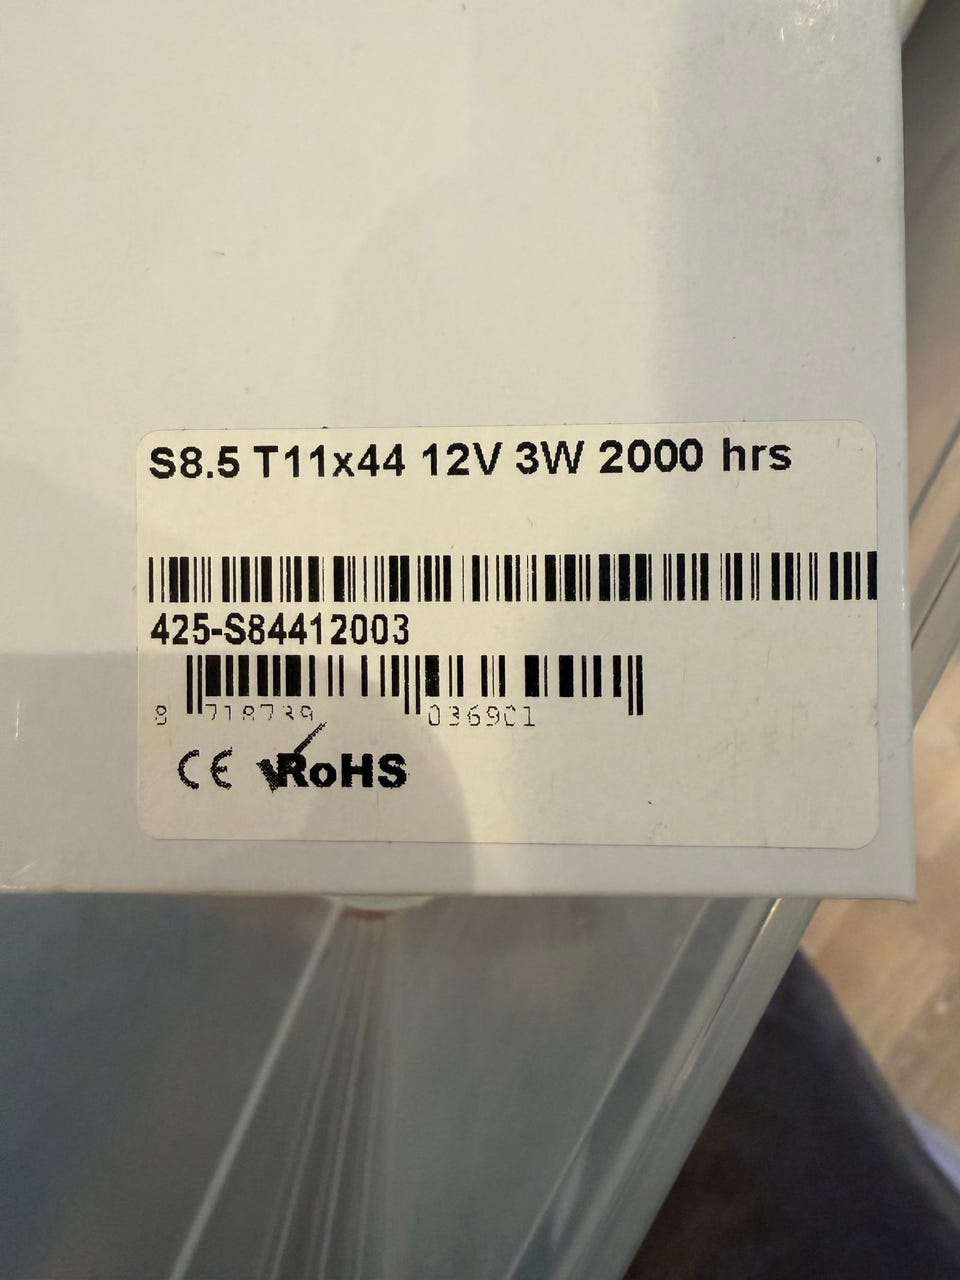 S8.5 T11x44 12V 3W 2000 hrs
425-S84412003
8 718739 036901
CE RoHS